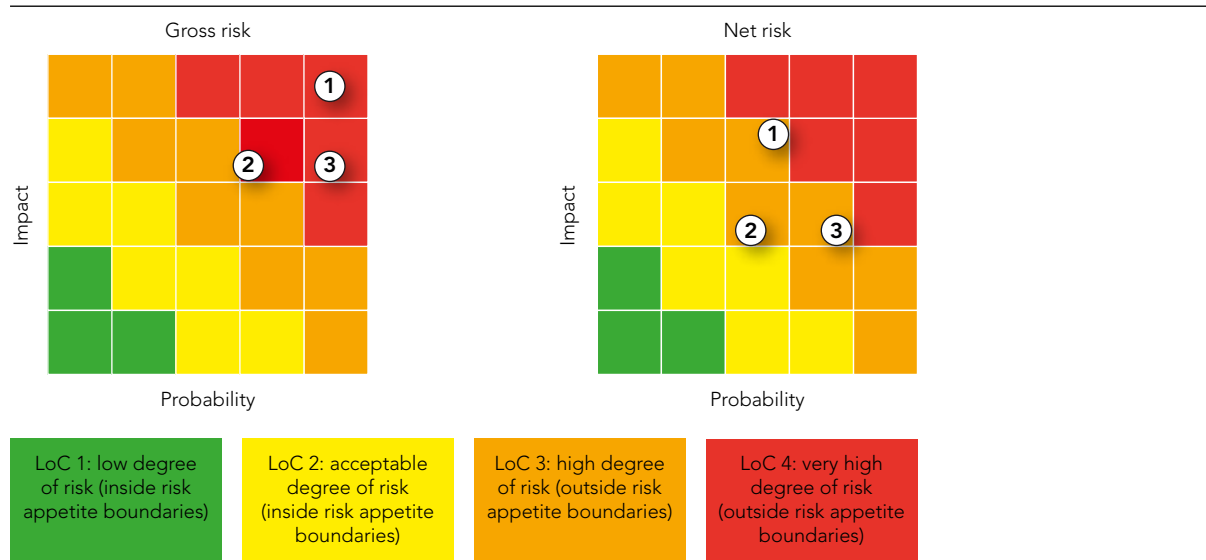 Gross risk
Net risk
1
2
3
1
2
3
Impact
Impact
Probability
Probability
LoC 1: low degree
of risk (inside risk
appetite boundaries)
LoC 2: acceptable
degree of risk
(inside risk appetite
boundaries)
LoC 3: high degree
of risk (outside risk
appetite boundaries)
LoC 4: very high
degree of risk
(outside risk appetite
boundaries)